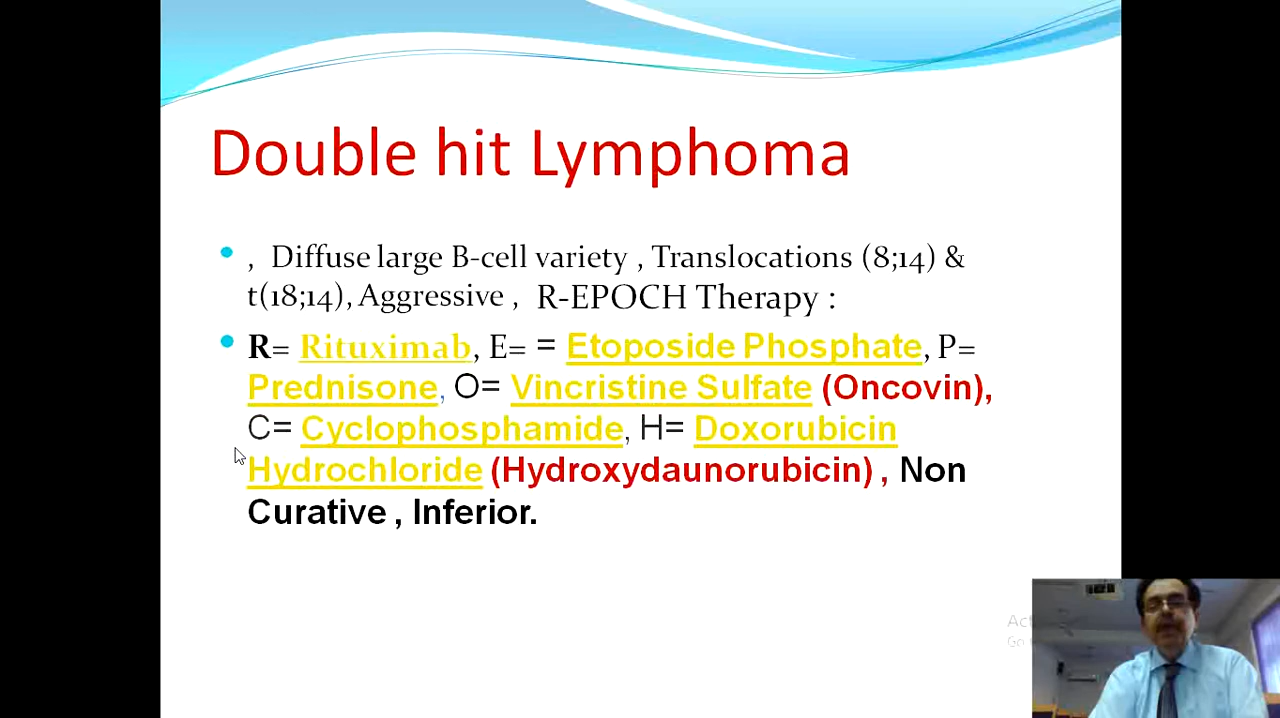 Double hit Lymphoma
, Diffuse large B-cell variety , Translocations (8;14) &
t(18;14), Aggressive , R-EPOCH Therapy :
R= Rituximab, E= = Etoposide Phosphate, P=
Prednisone, O= Vincristine Sulfate (Oncovin),
C= Cyclophosphamide, H= Doxorubicin
Hydrochloride (Hydroxydaunorubicin) , Non
Curative , Inferior.